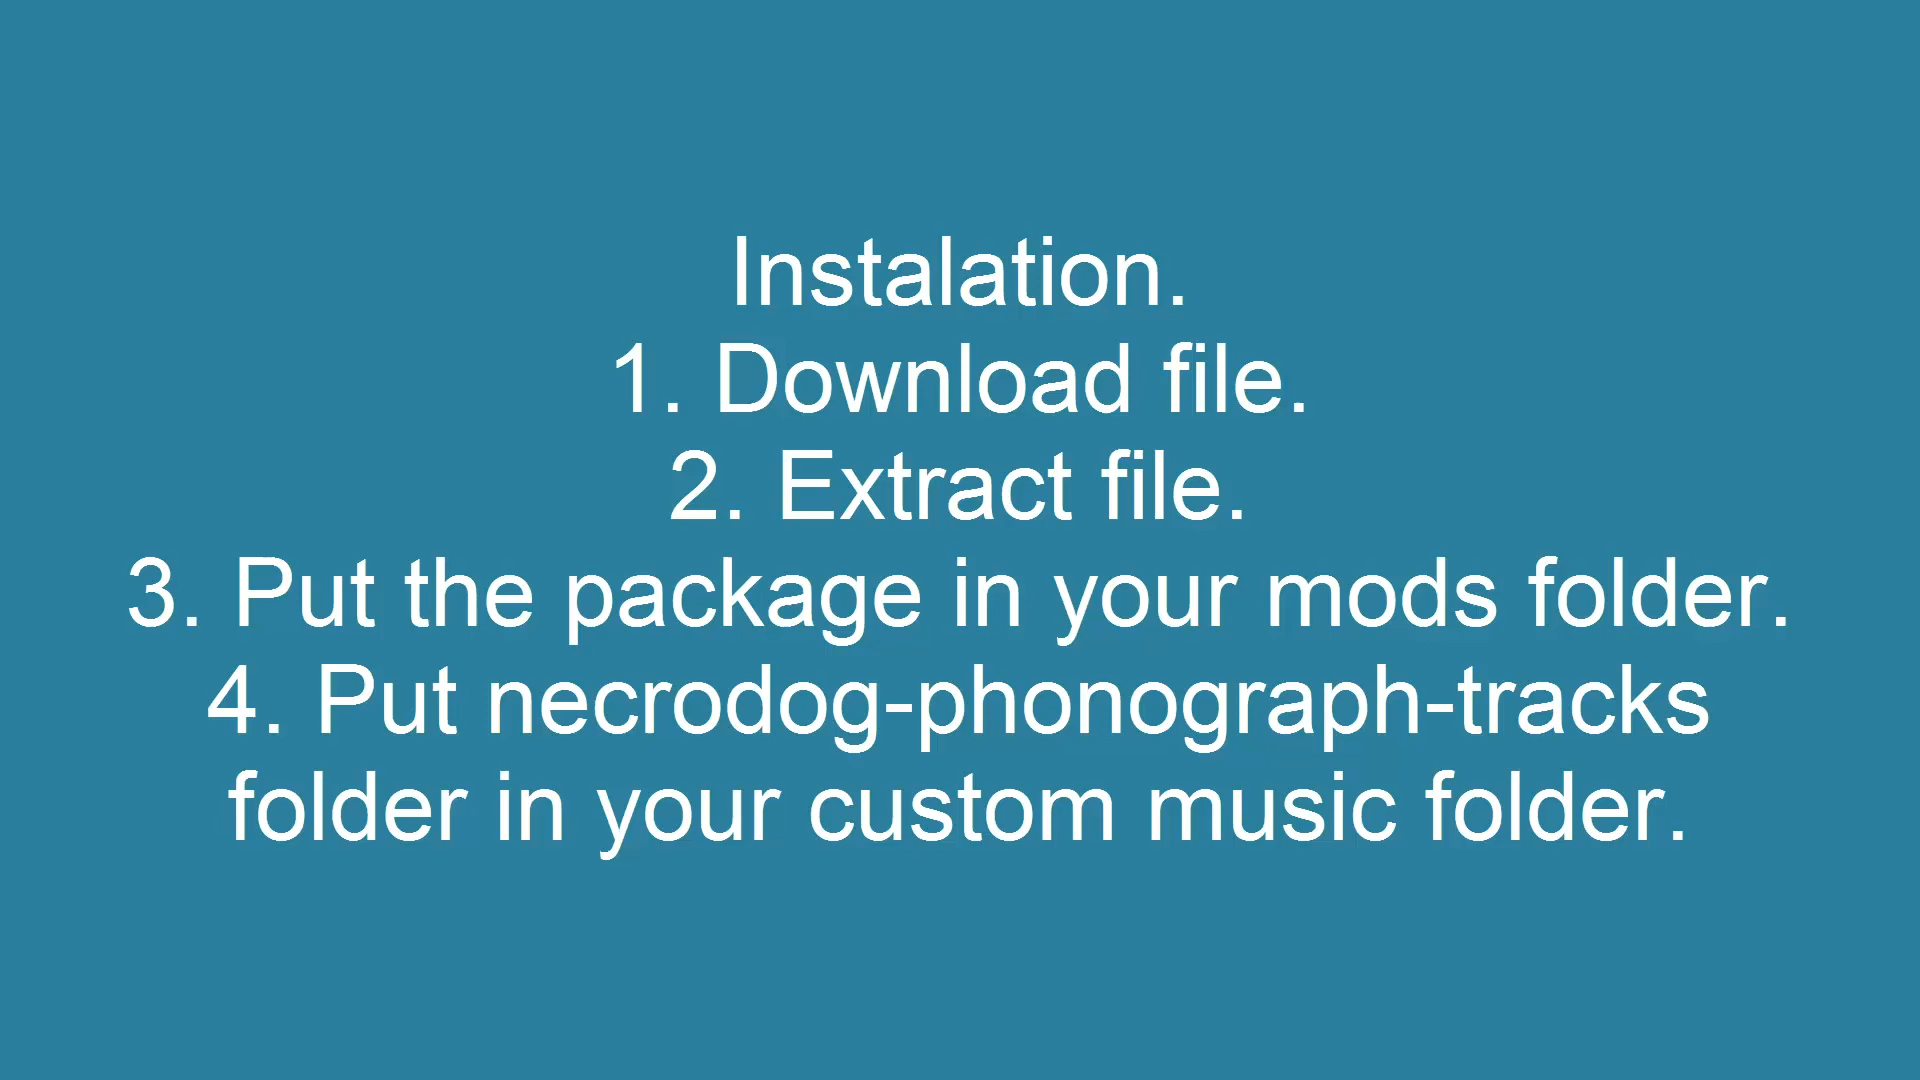 Instalation.
1. Download file.
2. Extract file.
3. Put the package in your mods folder.
4. Put necrodog-phonograph-tracks
folder in your custom music folder.